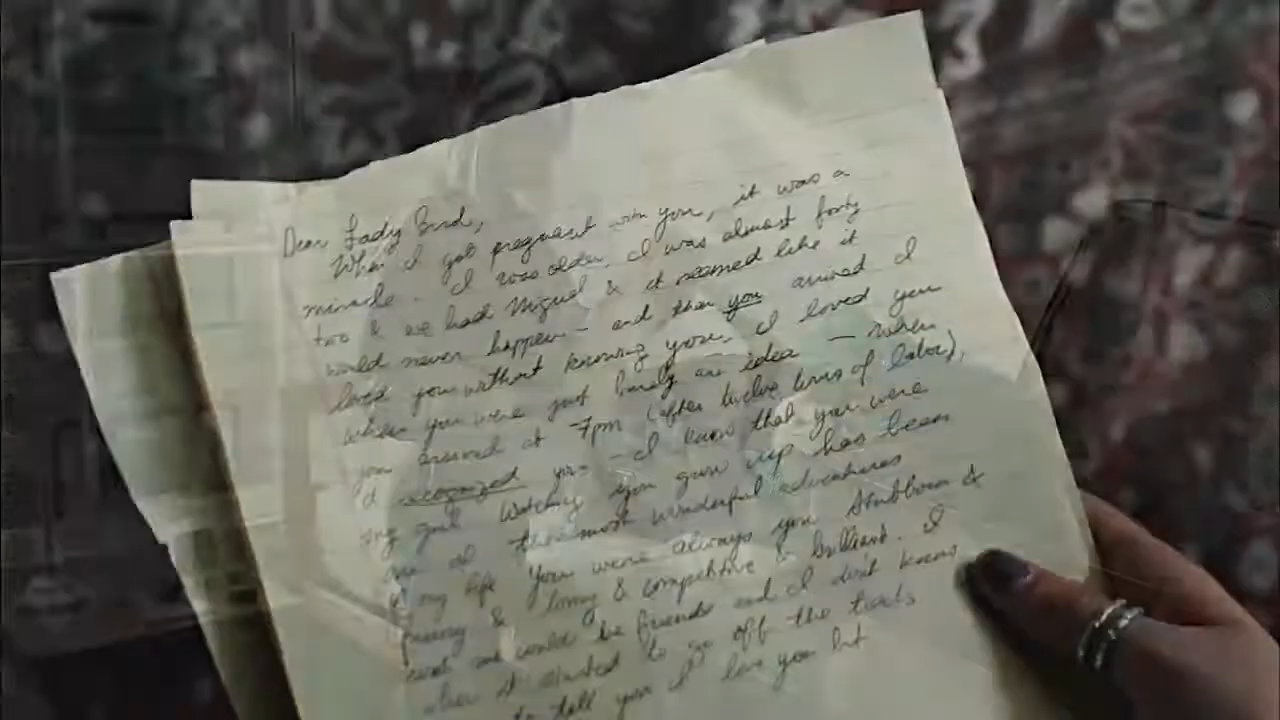 Dear Lady Bird,
When I got pregnant with you, it was a
miracle. I was older, I was almost forty
too & we had Miguel & it seemed like it
would never happen - and then you arrived I
loved you without knowing you, I loved you
when you were just barely an idea - when
you arrived at 7pm (after twelve hours of labor),
I recognized you - I knew that you were
my girl. Watching you grow up has been
one of the most wonderful adventures
of my life You were always you Stubborn &
funny & loving & competitive & brilliant. I
wish we could be friends and I don't know
when it started to go off the tracks
to tell you I love you but